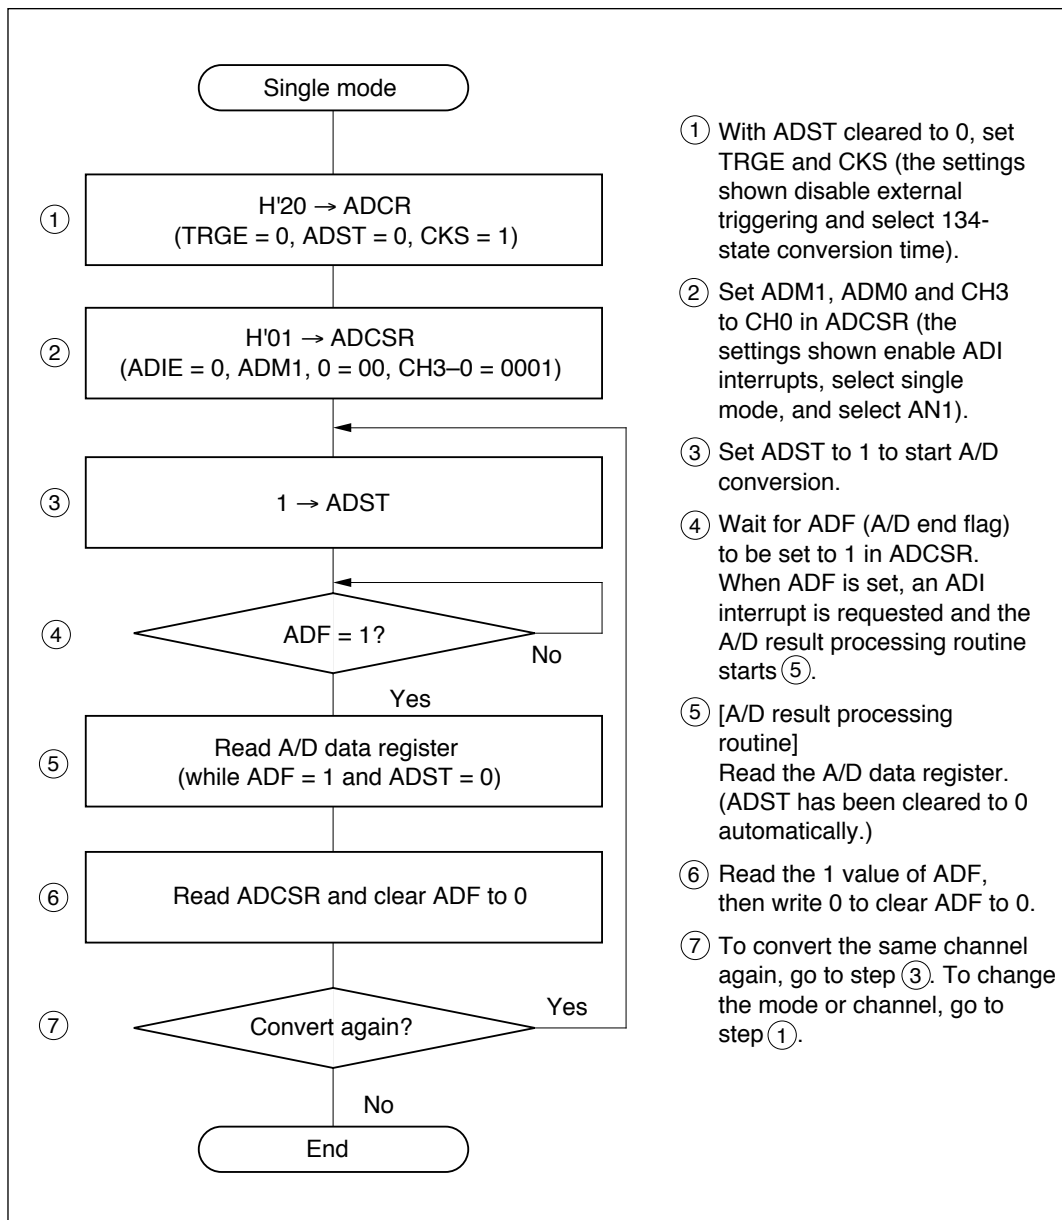 Single mode
① H'20 → ADCR
(TRGE = 0, ADST = 0, CKS = 1)
② H'01 → ADCSR
(ADIE = 0, ADM1, 0 = 00, CH3–0 = 0001)
③ 1 → ADST
④ ADF = 1?
No
Yes
⑤ Read A/D data register
(while ADF = 1 and ADST = 0)
⑥ Read ADCSR and clear ADF to 0
⑦ Convert again?
Yes
No
End
① With ADST cleared to 0, set
TRGE and CKS (the settings
shown disable external
triggering and select 134-
state conversion time).
② Set ADM1, ADM0 and CH3
to CH0 in ADCSR (the
settings shown enable ADI
interrupts, select single
mode, and select AN1).
③ Set ADST to 1 to start A/D
conversion.
④ Wait for ADF (A/D end flag)
to be set to 1 in ADCSR.
When ADF is set, an ADI
interrupt is requested and the
A/D result processing routine
starts ⑤.
⑤ [A/D result processing
routine]
Read the A/D data register.
(ADST has been cleared to 0
automatically.)
⑥ Read the 1 value of ADF,
then write 0 to clear ADF to 0.
⑦ To convert the same channel
again, go to step ③. To change
the mode or channel, go to
step ①.